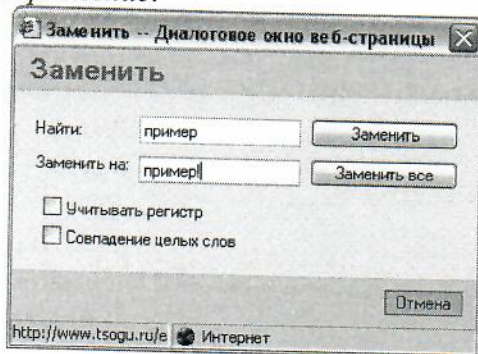 Заменить -- Диалоговое окно веб-страницы
Заменить
Найти: пример Заменить
Заменить на: пример! Заменить все
Учитывать регистр
Совпадение целых слов
Отмена
http://www.tsogu.ru/e Интернет